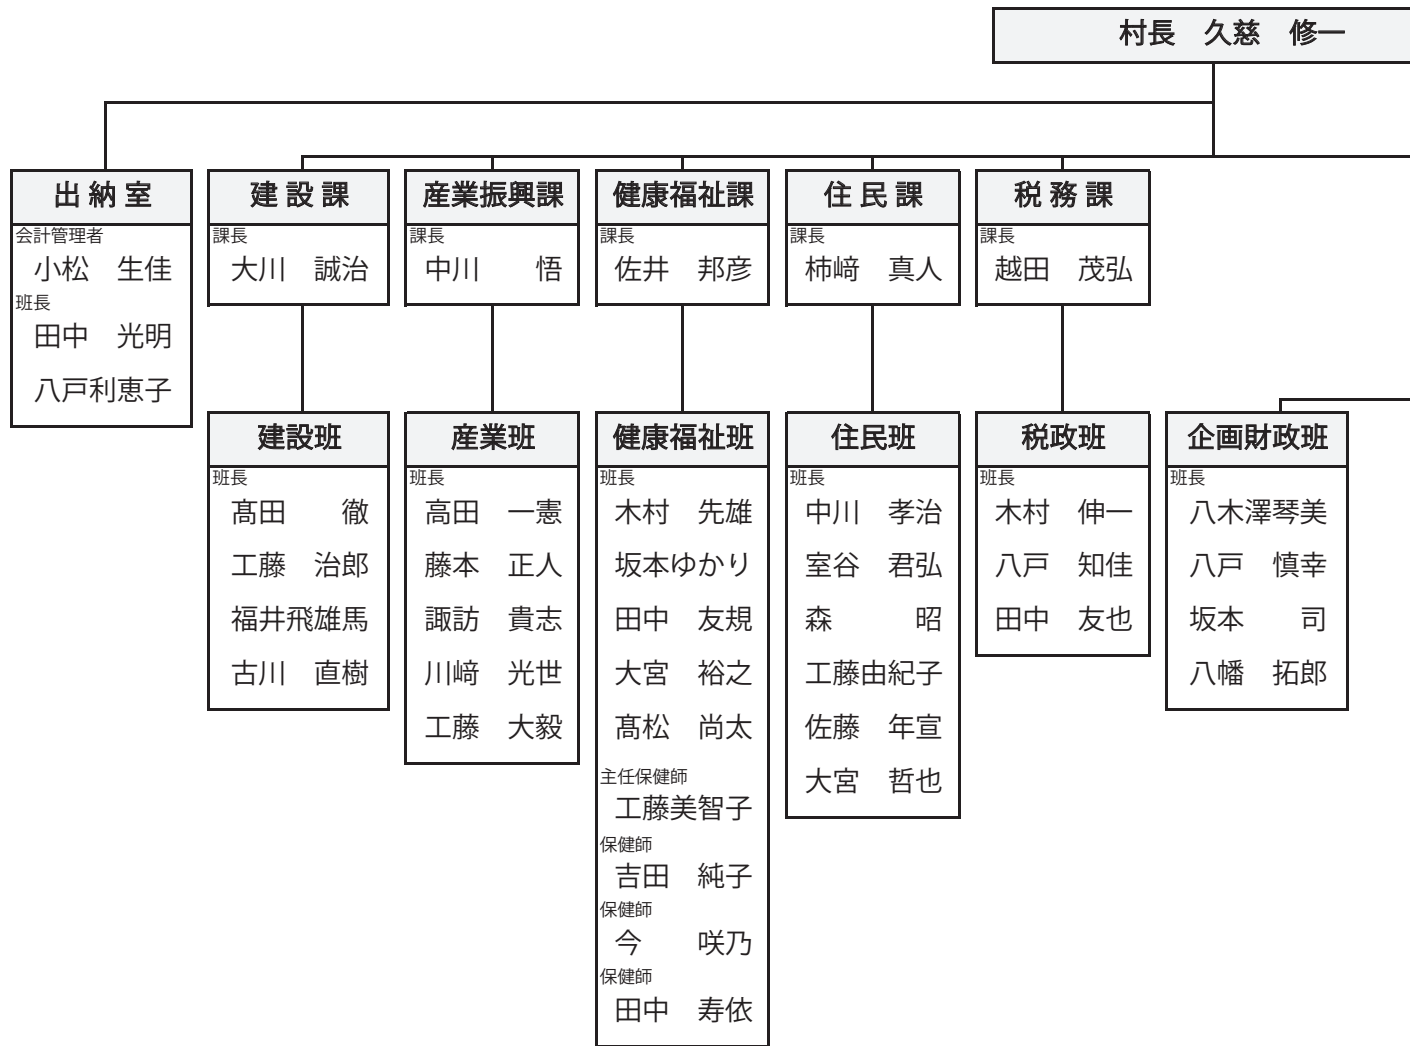 村長　久慈　修一
出 納 室
会計管理者
小松　生佳
班長
田中　光明
八戸利恵子
建 設 課
課長
大川　誠治
産業振興課
課長
中川　　悟
健康福祉課
課長
佐井　邦彦
住 民 課
課長
柿﨑　真人
税 務 課
課長
越田　茂弘
建設班
班長
髙田　　徹
工藤　治郎
福井飛雄馬
古川　直樹
産業班
班長
高田　一憲
藤本　正人
諏訪　貴志
川﨑　光世
工藤　大毅
健康福祉班
班長
木村　先雄
坂本ゆかり
田中　友規
大宮　裕之
髙松　尚太
主任保健師
工藤美智子
保健師
吉田　純子
保健師
今　　咲乃
保健師
田中　寿依
住民班
班長
中川　孝治
室谷　君弘
森　　　昭
工藤由紀子
佐藤　年宣
大宮　哲也
税政班
班長
木村　伸一
八戸　知佳
田中　友也
企画財政班
班長
八木澤琴美
八戸　慎幸
坂本　　司
八幡　拓郎